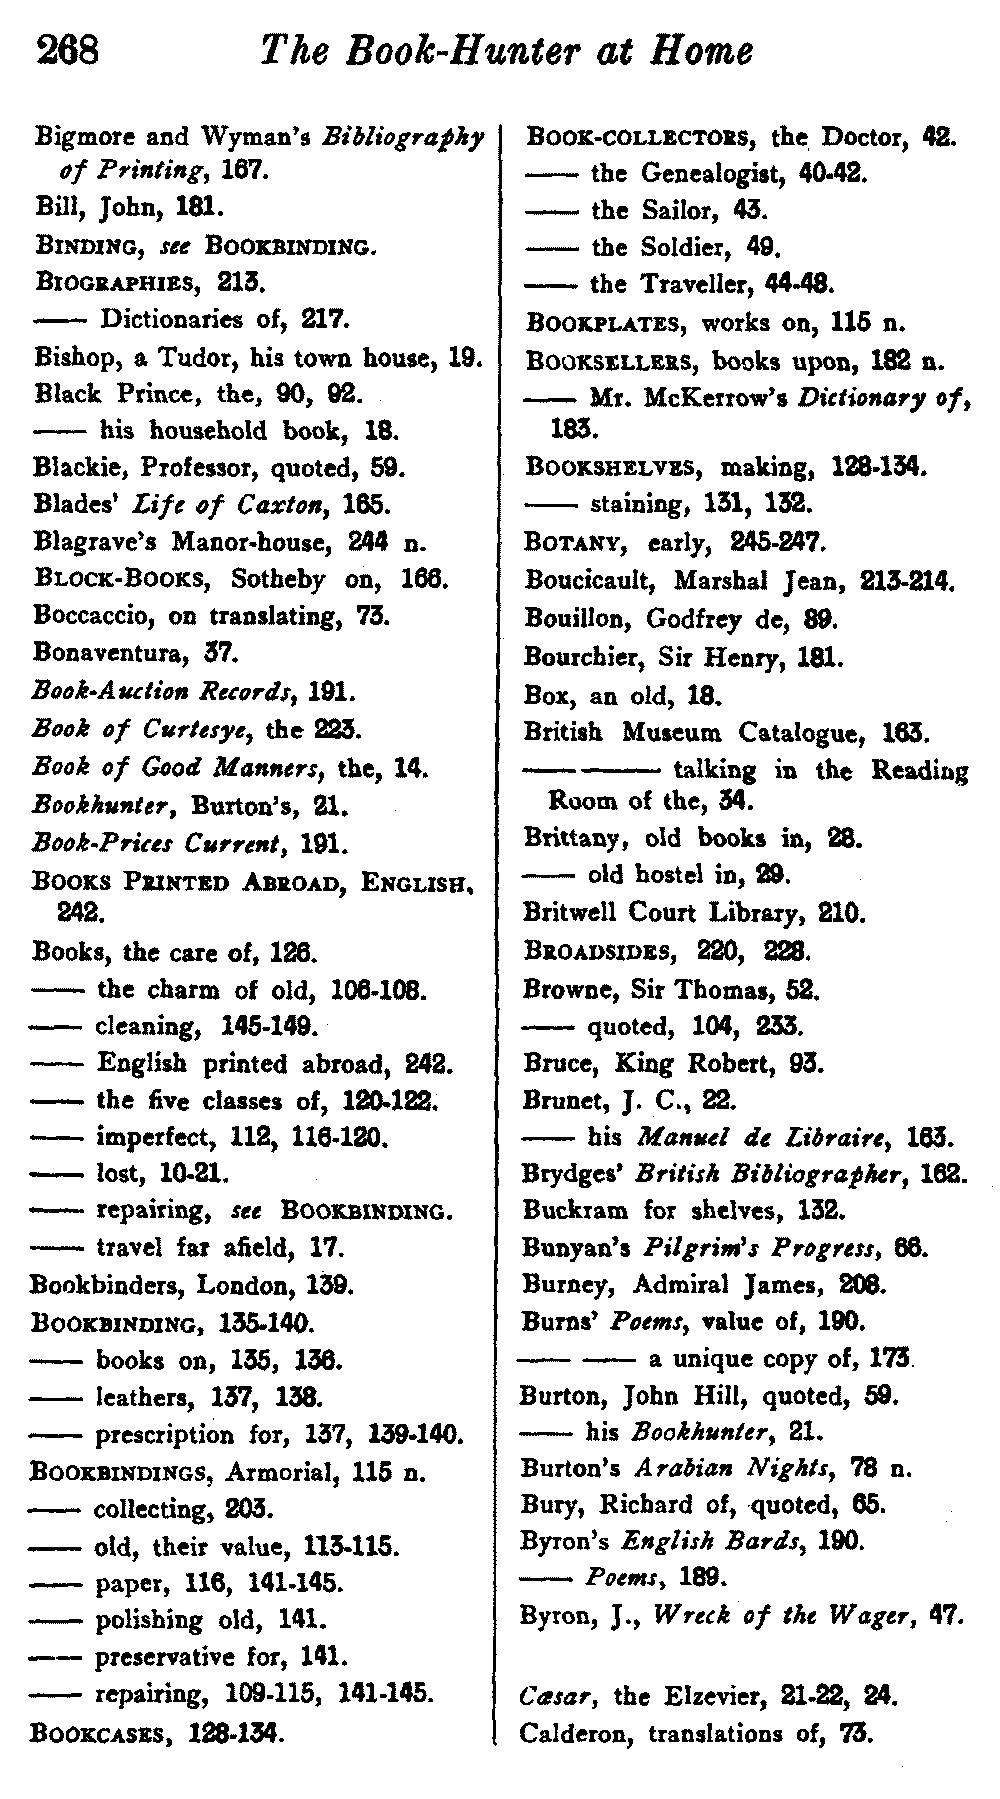 268 The Book-Hunter at Home
Bigmore and Wyman's Bibliography
of Printing, 167.
Bill, John, 181.
BINDING, see BOOKBINDING.
BIOGRAPHIES, 213.
—— Dictionaries of, 217.
Bishop, a Tudor, his town house, 19.
Black Prince, the, 90, 92.
—— his household book, 18.
Blackie, Professor, quoted, 59.
Blades' Life of Caxton, 165.
Blagrave's Manor-house, 244 n.
BLOCK-BOOKS, Sotheby on, 166.
Boccaccio, on translating, 73.
Bonaventura, 37.
Book-Auction Records, 191.
Book of Curtesye, the 223.
Book of Good Manners, the, 14.
Bookhunter, Burton's, 21.
Book-Prices Current, 191.
BOOKS PRINTED ABROAD, ENGLISH,
242.
Books, the care of, 126.
—— the charm of old, 106-108.
—— cleaning, 145-149.
—— English printed abroad, 242.
—— the five classes of, 120-122.
—— imperfect, 112, 116-120.
—— lost, 10-21.
—— repairing, see BOOKBINDING.
—— travel far afield, 17.
Bookbinders, London, 139.
BOOKBINDING, 135-140.
—— books on, 135, 136.
—— leathers, 137, 138.
—— prescription for, 137, 139-140.
BOOKBINDINGS, Armorial, 115 n.
—— collecting, 203.
—— old, their value, 113-115.
—— paper, 116, 141-145.
—— polishing old, 141.
—— preservative for, 141.
—— repairing, 109-115, 141-145.
BOOKCASES, 128-134.
BOOK-COLLECTORS, the Doctor, 42.
—— the Genealogist, 40-42.
—— the Sailor, 43.
—— the Soldier, 49.
—— the Traveller, 44-48.
BOOKPLATES, works on, 115 n.
BOOKSELLERS, books upon, 182 n.
—— Mr. McKerrow's Dictionary of,
183.
BOOKSHELVES, making, 128-134.
—— staining, 131, 132.
BOTANY, early, 245-247.
Boucicault, Marshal Jean, 213-214.
Bouillon, Godfrey de, 89.
Bourchier, Sir Henry, 181.
Box, an old, 18.
British Museum Catalogue, 163.
—— —— talking in the Reading
Room of the, 34.
Brittany, old books in, 28.
—— old hostel in, 29.
Britwell Court Library, 210.
BROADSIDES, 220, 228.
Browne, Sir Thomas, 52.
—— quoted, 104, 233.
Bruce, King Robert, 93.
Brunet, J. C., 22.
—— his Manuel de Libraire, 163.
Brydges' British Bibliographer, 162.
Buckram for shelves, 132.
Bunyan's Pilgrim's Progress, 66.
Burney, Admiral James, 208.
Burns' Poems, value of, 190.
—— —— a unique copy of, 173.
Burton, John Hill, quoted, 59.
—— his Bookhunter, 21.
Burton's Arabian Nights, 78 n.
Bury, Richard of, quoted, 65.
Byron's English Bards, 190.
—— Poems, 189.
Byron, J., Wreck of the Wager, 47.
Cæsar, the Elzevier, 21-22, 24.
Calderon, translations of, 73.